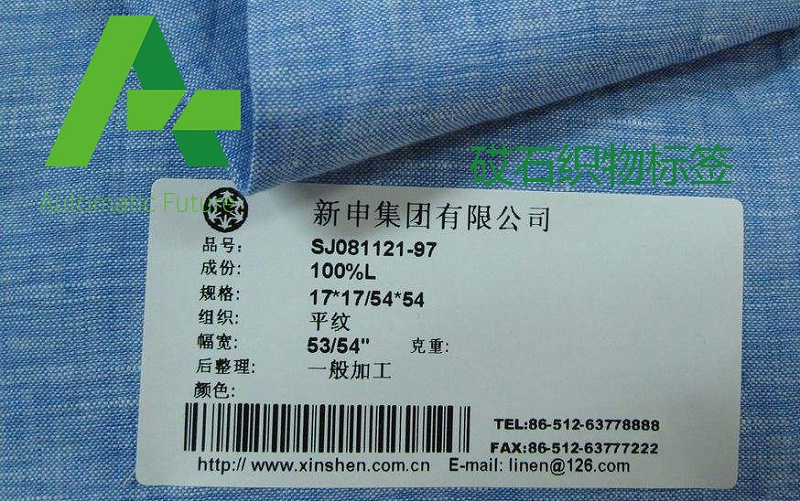 砹石织物标签
Automatic Future
新申集团有限公司
品号: SJ081121-97
成份: 100%L
规格: 17*17/54*54
组织: 平纹
幅宽: 53/54" 克重:
后整理: 一般加工
颜色:
TEL:86-512-63778888
FAX:86-512-63777222
http:// www.xinshen.com.cn E-mail: linen@126.com